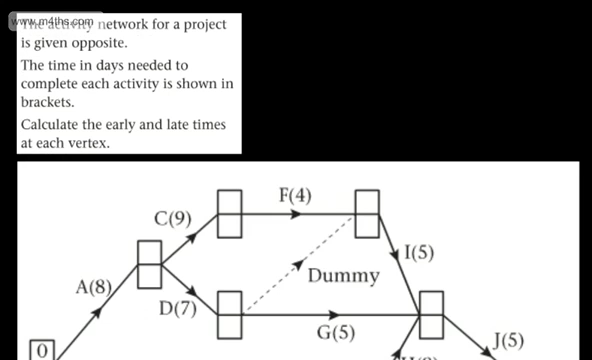 www.m4ths.com
The activity network for a project
is given opposite.
The time in days needed to
complete each activity is shown in
brackets.
Calculate the early and late times
at each vertex.
F(4)
C(9)
I(5)
A(8)
Dummy
D(7)
G(5)
J(5)
0